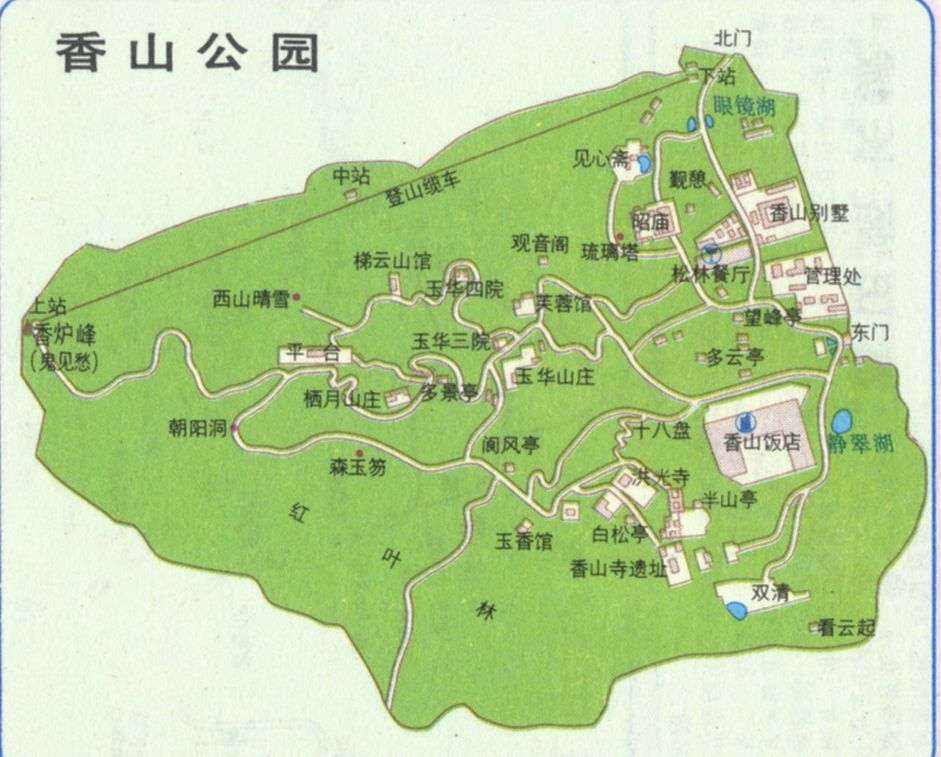 香山公园
北门
下站
眼镜湖
见心斋
中站
觐憩
登山缆车
香山别墅
昭庙
观音阁
琉璃塔
梯云山馆
松林餐厅
管理处
玉华四院
西山晴雪
上站
芙蓉馆
望峰亭
香炉峰
(鬼见愁)
东门
玉华三院
平台
多云亭
玉华山庄
多景亭
栖月山庄
朝阳洞
十八盘
阆风亭
香山饭店
静翠湖
森玉笏
洪光寺
半山亭
红叶林
白松亭
玉香馆
香山寺遗址
双清
看云起